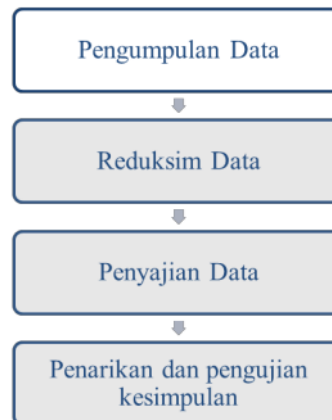 Pengumpulan Data
Reduksim Data
Penyajian Data
Penarikan dan pengujian
kesimpulan